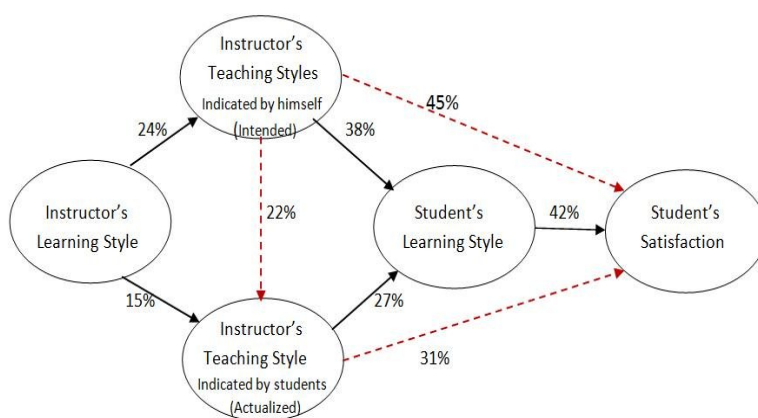 Instructor's
Teaching Styles
Indicated by himself
(Intended)
45%
24%
38%
Instructor's
Learning Style
22%
Student's
Learning Style
42%
Student's
Satisfaction
15%
27%
Instructor's
Teaching Style
Indicated by students
(Actualized)
31%